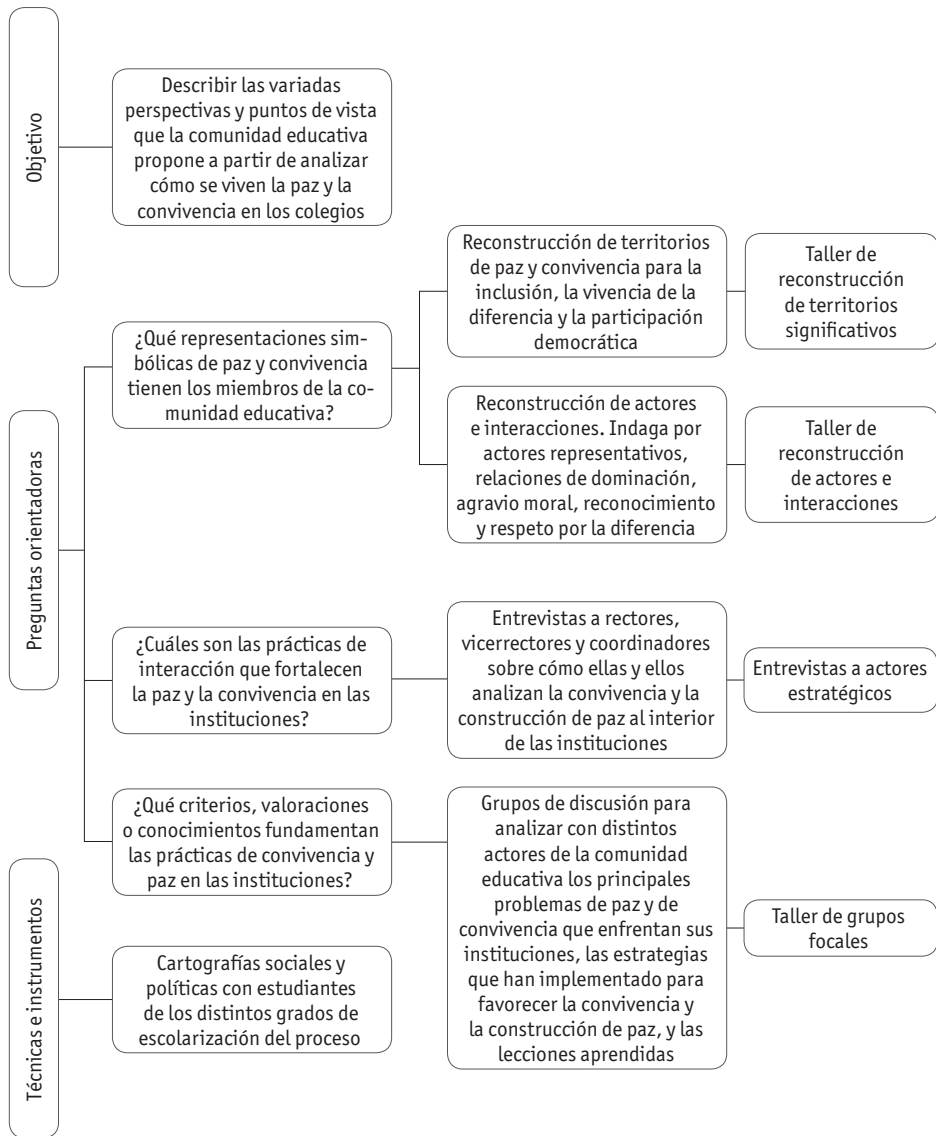 Objetivo
Describir las variadas
perspectivas y puntos de vista
que la comunidad educativa
propone a partir de analizar
cómo se viven la paz y la
convivencia en los colegios
Preguntas orientadoras
¿Qué representaciones sim-
bólicas de paz y convivencia
tienen los miembros de la co-
munidad educativa?
Reconstrucción de territorios
de paz y convivencia para la
inclusión, la vivencia de la
diferencia y la participación
democrática
Taller de
reconstrucción
de territorios
significativos
Reconstrucción de actores
e interacciones. Indaga por
actores representativos,
relaciones de dominación,
agravio moral, reconocimiento
y respeto por la diferencia
Taller de
reconstrucción
de actores e
interacciones
¿Cuáles son las prácticas de
interacción que fortalecen
la paz y la convivencia en las
instituciones?
Entrevistas a rectores,
vicerrectores y coordinadores
sobre cómo ellas y ellos
analizan la convivencia y la
construcción de paz al interior
de las instituciones
Entrevistas a actores
estratégicos
¿Qué criterios, valoraciones
o conocimientos fundamentan
las prácticas de convivencia y
paz en las instituciones?
Grupos de discusión para
analizar con distintos
actores de la comunidad
educativa los principales
problemas de paz y de
convivencia que enfrentan sus
instituciones, las estrategias
que han implementado para
favorecer la convivencia y
la construcción de paz, y las
lecciones aprendidas
Taller de grupos
focales
Técnicas e instrumentos
Cartografías sociales y
políticas con estudiantes
de los distintos grados de
escolarización del proceso